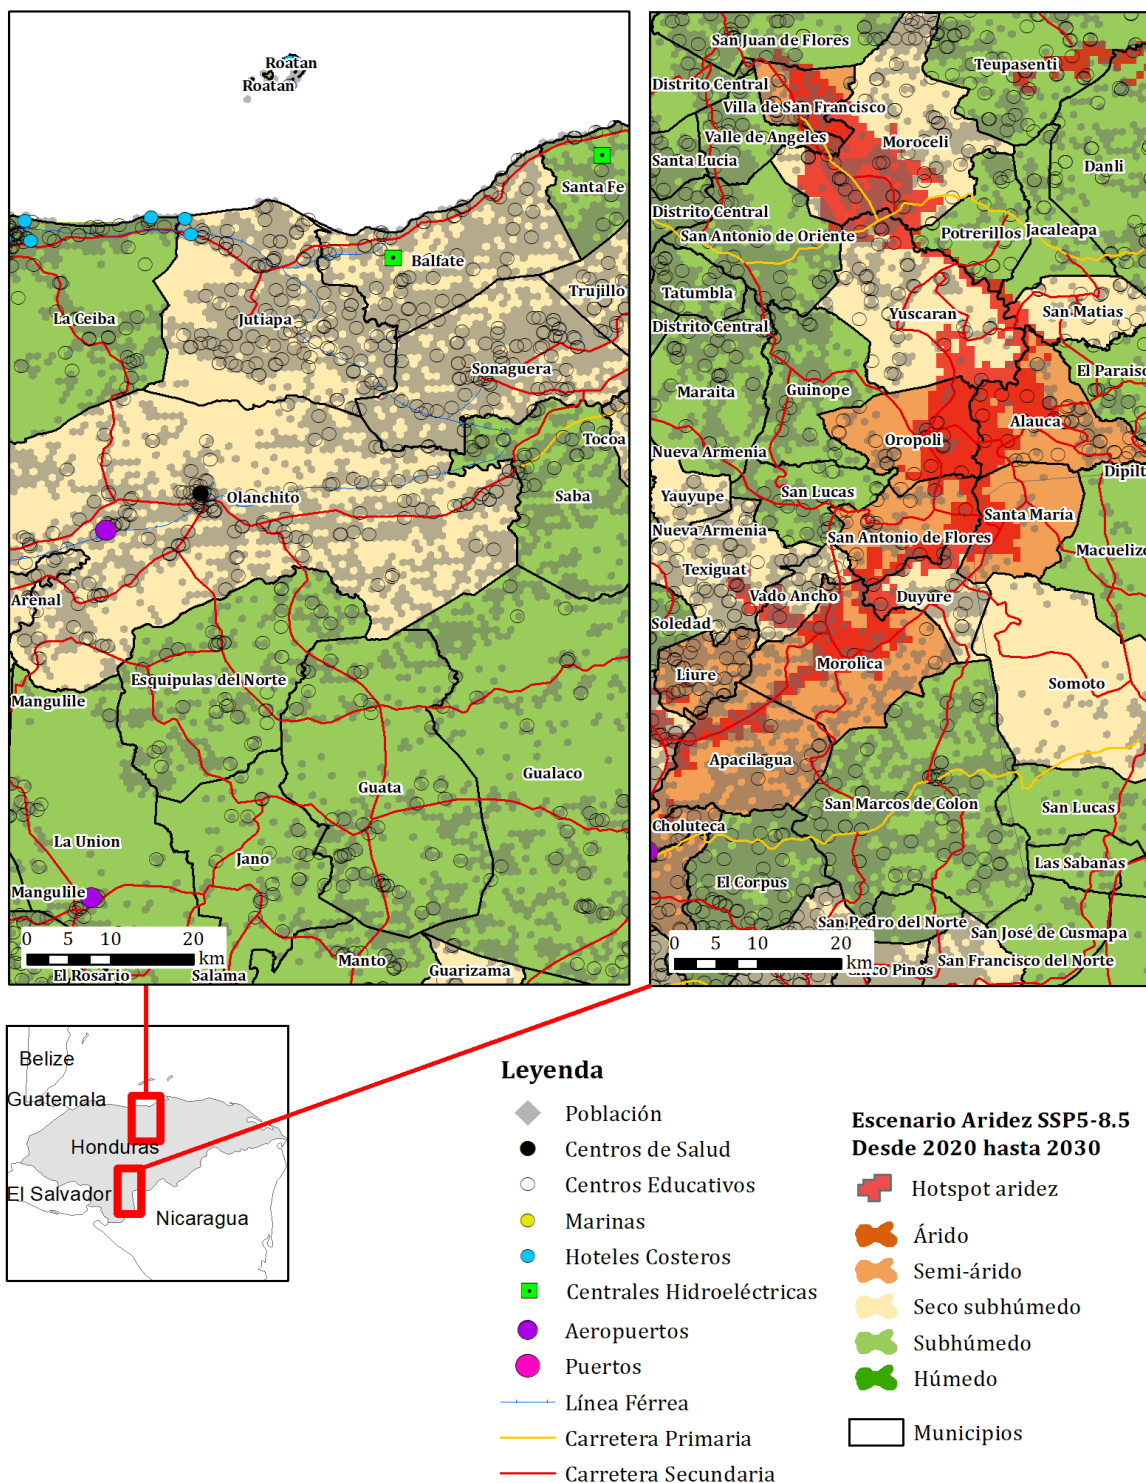 Roatan
Roatan
Santa Fe
Balfate
Trujillo
La Ceiba
Jutiapa
Sonaguera
Tocoa
Olanchito
Saba
Arenal
Esquipulas del Norte
Mangulile
Gualaco
Guata
La Union
Jano
Mangulile
0 5 10 20
km
Manto
Guarizama
El Rosario
Salama
San Juan de Flores
Teupasenti
Distrito Central
Villa de San Francisco
Valle de Angeles
Moroceli
Santa Lucia
Danli
Distrito Central
San Antonio de Oriente
Potrerillos
Jacaleapa
Tatumbla
Yuscaran
San Matias
Distrito Central
El Paraiso
Maraita
Guinope
Alauca
Oropoli
Nueva Armenia
Dipilt
San Lucas
Yauyupe
Santa María
Nueva Armenia
San Antonio de Flores
Macuelizo
Texiguat
Vado Ancho
Duyure
Soledad
Morolica
Liure
Somoto
Apacilagua
San Marcos de Colon
San Lucas
Choluteca
Las Sabanas
El Corpus
San Pedro del Norte
San José de Cusmapa
0 5 10 20
km
Pinos
San Francisco del Norte
Belize
Guatemala
Honduras
El Salvador
Nicaragua
Leyenda
Población
Centros de Salud
Centros Educativos
Marinas
Hoteles Costeros
Centrales Hidroeléctricas
Aeropuertos
Puertos
Línea Férrea
Carretera Primaria
Carretera Secundaria
Escenario Aridez SSP5-8.5
Desde 2020 hasta 2030
Hotspot aridez
Árido
Semi-árido
Seco subhúmedo
Subhúmedo
Húmedo
Municipios